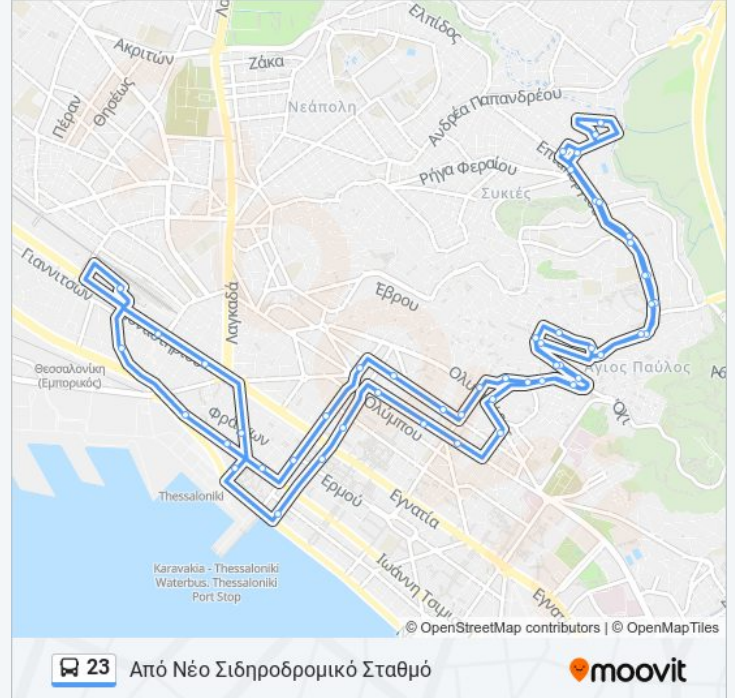 Ελπίδος
Ακριτών
Ζάκα
Πέραν
Θησέως
Νεάπολη
Ανδρέα Παπανδρέου
Ρήγα Φεραίου
Συκιές
Γιαννιτσών
Λαγκαδά
Έβρου
Θεσσαλονίκη
(Εμπορικός)
Άγιος Παύλος
Όχι
Φράγκων
Ολύμπου
Thessaloniki
Ερμού
Εγνατία
Karavakia - Thessaloniki
Waterbus. Thessaloniki
Port Stop
Ιωάννη Τσιμ
Εγνατ
© OpenStreetMap contributors | © OpenMapTiles
23 Από Νέο Σιδηροδρομικό Σταθμό
moovit